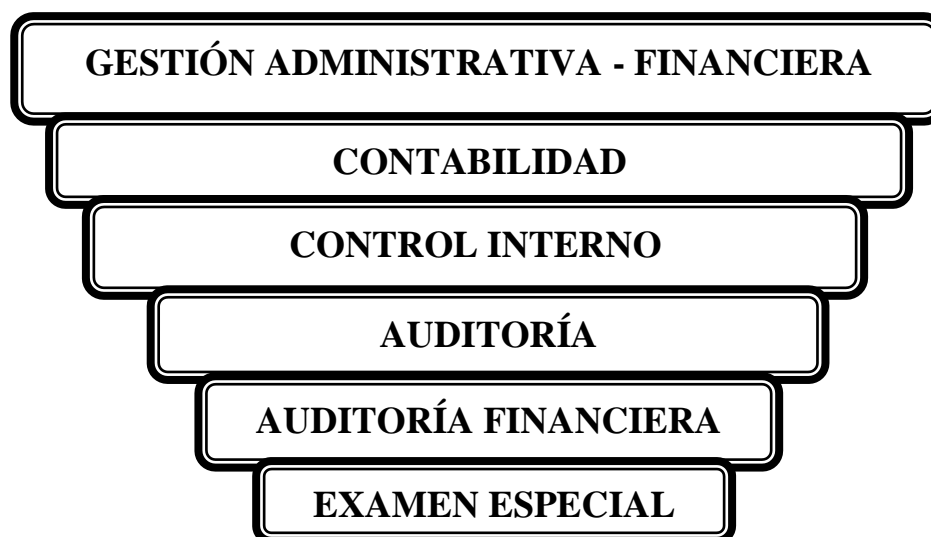 GESTIÓN ADMINISTRATIVA - FINANCIERA
CONTABILIDAD
CONTROL INTERNO
AUDITORÍA
AUDITORÍA FINANCIERA
EXAMEN ESPECIAL